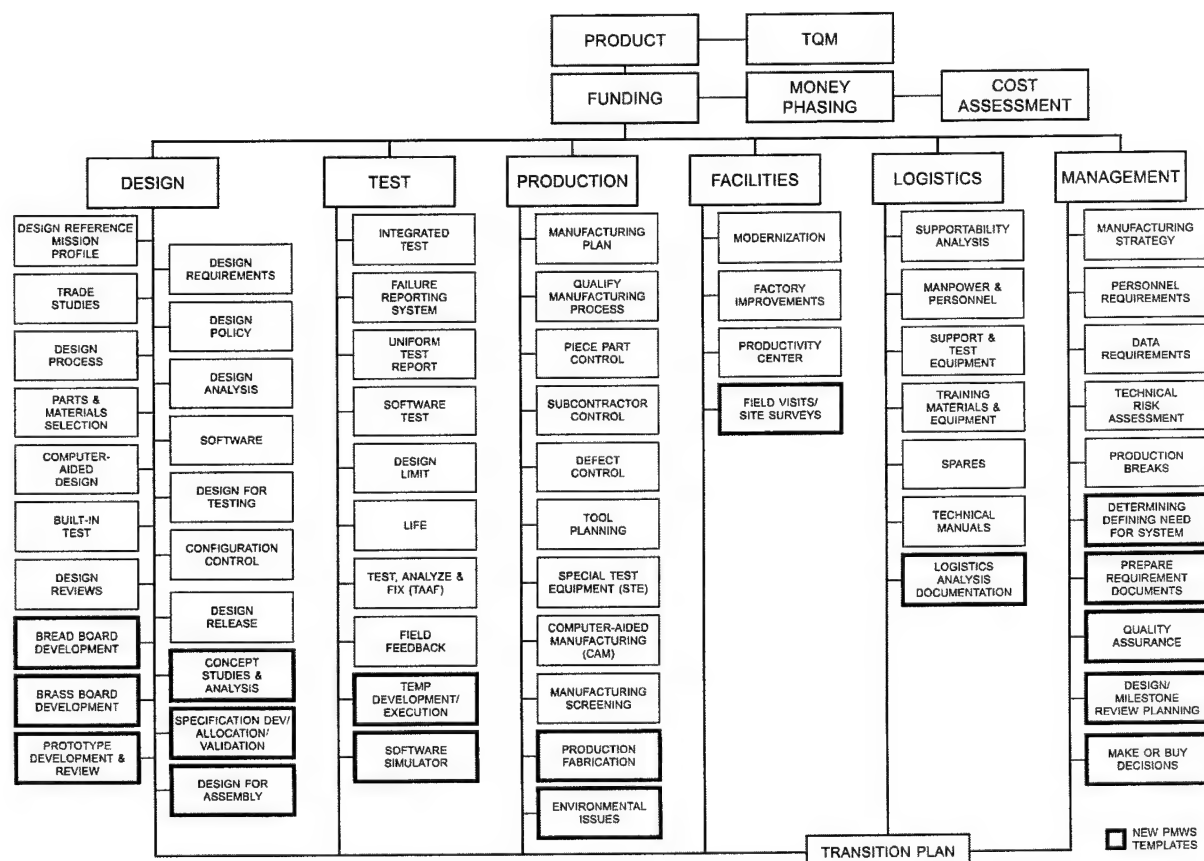 PRODUCT
TQM
FUNDING
MONEY
PHASING
COST
ASSESSMENT
DESIGN
TEST
PRODUCTION
FACILITIES
LOGISTICS
MANAGEMENT
DESIGN REFERENCE
MISSION
PROFILE
TRADE
STUDIES
DESIGN
PROCESS
PARTS &
MATERIALS
SELECTION
COMPUTER-
AIDED
DESIGN
BUILT-IN
TEST
DESIGN
REVIEWS
BREAD BOARD
DEVELOPMENT
BRASS BOARD
DEVELOPMENT
PROTOTYPE
DEVELOPMENT &
REVIEW
DESIGN
REQUIREMENTS
DESIGN
POLICY
DESIGN
ANALYSIS
SOFTWARE
DESIGN FOR
TESTING
CONFIGURATION
CONTROL
DESIGN
RELEASE
CONCEPT
STUDIES &
ANALYSIS
SPECIFICATION DEV/
ALLOCATION/
VALIDATION
DESIGN FOR
ASSEMBLY
INTEGRATED
TEST
FAILURE
REPORTING
SYSTEM
UNIFORM
TEST
REPORT
SOFTWARE
TEST
DESIGN
LIMIT
LIFE
TEST, ANALYZE &
FIX (TAAF)
FIELD
FEEDBACK
TEMP
DEVELOPMENT/
EXECUTION
SOFTWARE
SIMULATOR
MANUFACTURING
PLAN
QUALIFY
MANUFACTURING
PROCESS
PIECE PART
CONTROL
SUBCONTRACTOR
CONTROL
DEFECT
CONTROL
TOOL
PLANNING
SPECIAL TEST
EQUIPMENT (STE)
COMPUTER-AIDED
MANUFACTURING
(CAM)
MANUFACTURING
SCREENING
PRODUCTION
FABRICATION
ENVIRONMENTAL
ISSUES
MODERNIZATION
FACTORY
IMPROVEMENTS
PRODUCTIVITY
CENTER
FIELD VISITS/
SITE SURVEYS
SUPPORTABILITY
ANALYSIS
MANPOWER &
PERSONNEL
SUPPORT &
TEST
EQUIPMENT
TRAINING
MATERIALS &
EQUIPMENT
SPARES
TECHNICAL
MANUALS
LOGISTICS
ANALYSIS
DOCUMENTATION
MANUFACTURING
STRATEGY
PERSONNEL
REQUIREMENTS
DATA
REQUIREMENTS
TECHNICAL
RISK
ASSESSMENT
PRODUCTION
BREAKS
DETERMINING
DEFINING NEED
FOR SYSTEM
PREPARE
REQUIREMENT
DOCUMENTS
QUALITY
ASSURANCE
DESIGN/
MILESTONE
REVIEW PLANNING
MAKE OR BUY
DECISIONS
TRANSITION PLAN
NEW PMWS
TEMPLATES